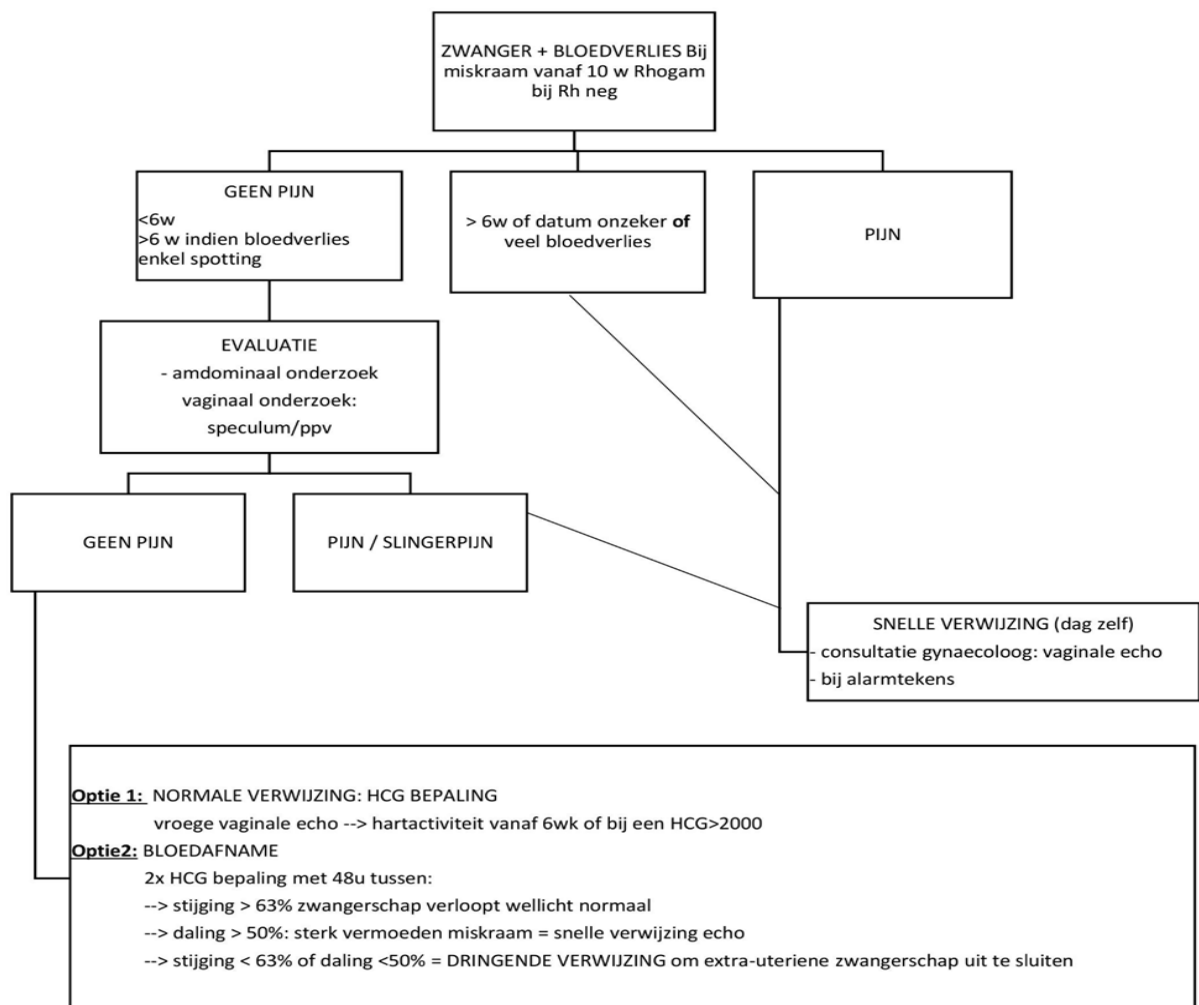 ZWANGER + BLOEDVERLIES Bij
miskraam vanaf 10 w Rhogam
bij Rh neg
GEEN PIJN
<6w
>6 w indien bloedverlies
enkel spotting
> 6w of datum onzeker of
veel bloedverlies
PIJN
EVALUATIE
- amdominaal onderzoek
vaginaal onderzoek:
speculum/ppv
GEEN PIJN
PIJN / SLINGERPIJN
SNELLE VERWIJZING (dag zelf)
- consultatie gynaecoloog: vaginale echo
- bij alarmtekens
Optie 1: NORMALE VERWIJZING: HCG BEPALING
vroege vaginale echo --> hartactiviteit vanaf 6wk of bij een HCG>2000
Optie2: BLOEDAFNAME
2x HCG bepaling met 48u tussen:
--> stijging > 63% zwangerschap verloopt wellicht normaal
--> daling > 50%: sterk vermoeden miskraam = snelle verwijzing echo
--> stijging < 63% of daling <50% = DRINGENDE VERWIJZING om extra-uteriene zwangerschap uit te sluiten